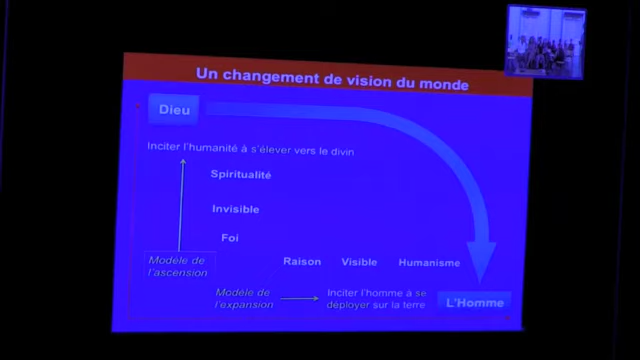 Un changement de vision du monde
Dieu
Inciter l'humanité à s'élever vers le divin
Spiritualité
Invisible
Foi
Raison Visible Humanisme
Modèle de
l'ascension
Modèle de
l'expansion
Inciter l'homme à se
déployer sur la terre
L'Homme